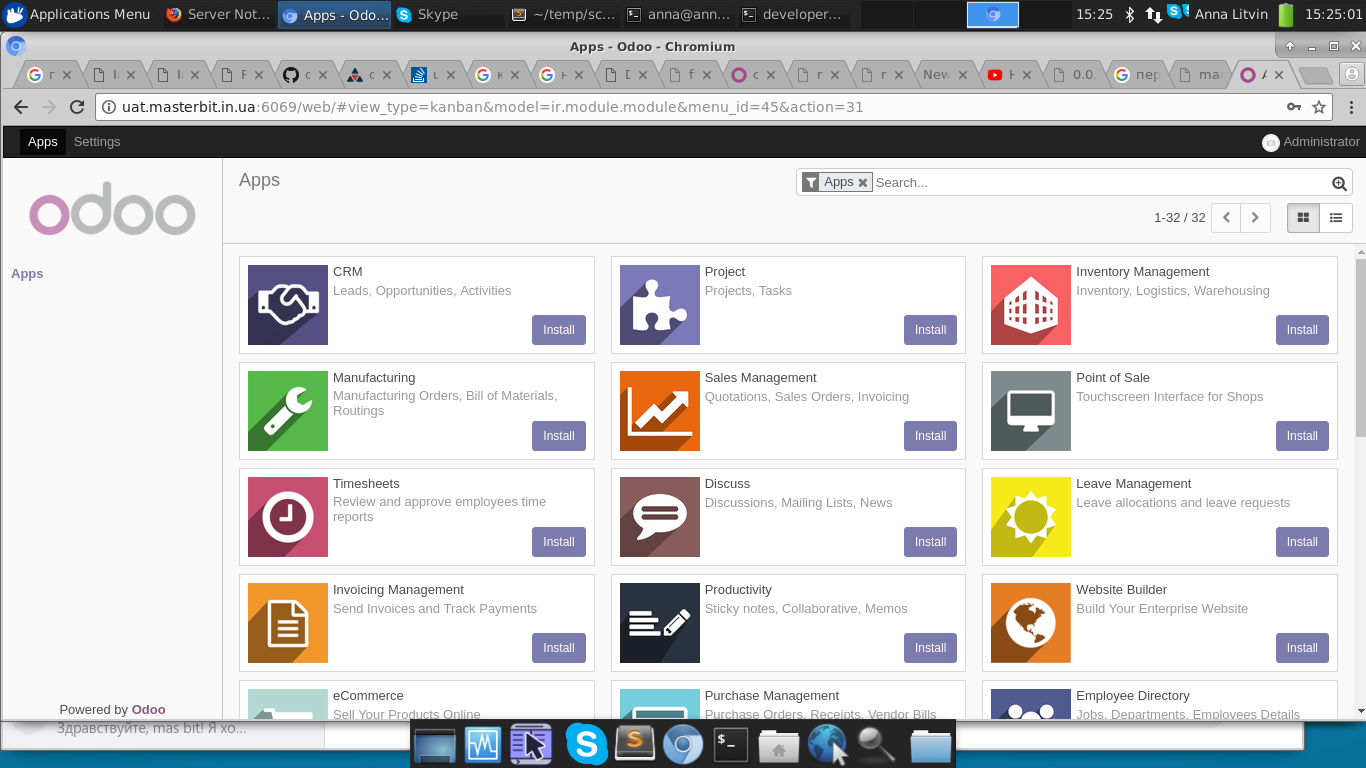 Applications Menu
Server Not...
Apps - Odo...
Skype
~/temp/sc...
anna@ann...
developer...
15:25
Anna Litvin
15:25:01
Apps - Odoo - Chromium
New
0.0.
пер
ma
uat.masterbit.in.ua:6069/web/#view_type=kanban&model=ir.module.module&menu_id=45&action=31
Apps
Settings
Administrator
odoo
Apps
Apps
Search...
1-32 / 32
Apps
CRM
Leads, Opportunities, Activities
Install
Project
Projects, Tasks
Install
Inventory Management
Inventory, Logistics, Warehousing
Install
Manufacturing
Manufacturing Orders, Bill of Materials,
Routings
Install
Sales Management
Quotations, Sales Orders, Invoicing
Install
Point of Sale
Touchscreen Interface for Shops
Install
Timesheets
Review and approve employees time
reports
Install
Discuss
Discussions, Mailing Lists, News
Install
Leave Management
Leave allocations and leave requests
Install
Invoicing Management
Send Invoices and Track Payments
Install
Productivity
Sticky notes, Collaborative, Memos
Install
Website Builder
Build Your Enterprise Website
Install
eCommerce
Sell Your Products Online
Purchase Management
Purchase Orders, Receipts, Vendor Bills
Employee Directory
Jobs, Departments, Employees Details
Powered by Odoo
Здравствуйте, mas bit! Я хо...